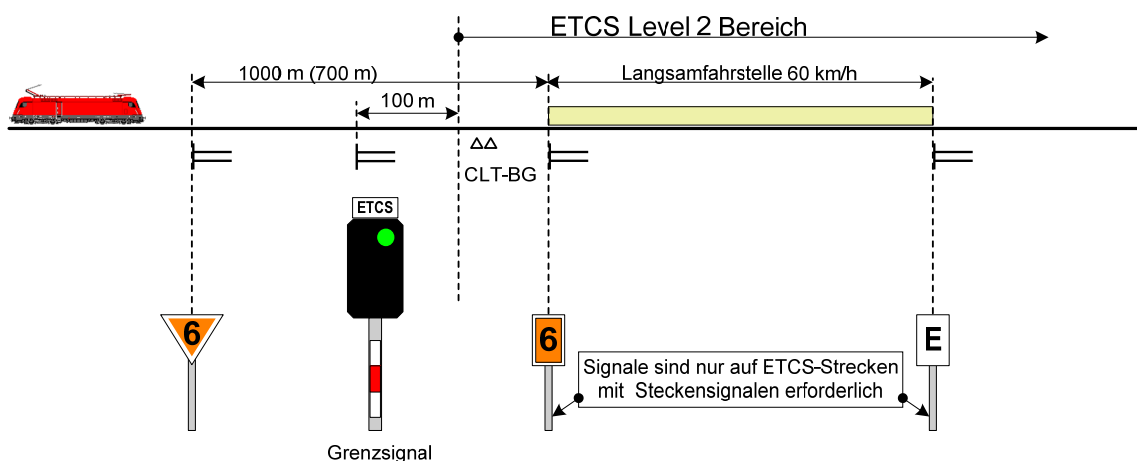 ETCS Level 2 Bereich
1000 m (700 m)
Langsamfahrstelle 60 km/h
100 m
CLT-BG
ETCS
6
6
E
Signale sind nur auf ETCS-Strecken
mit Steckensignalen erforderlich
Grenzsignal